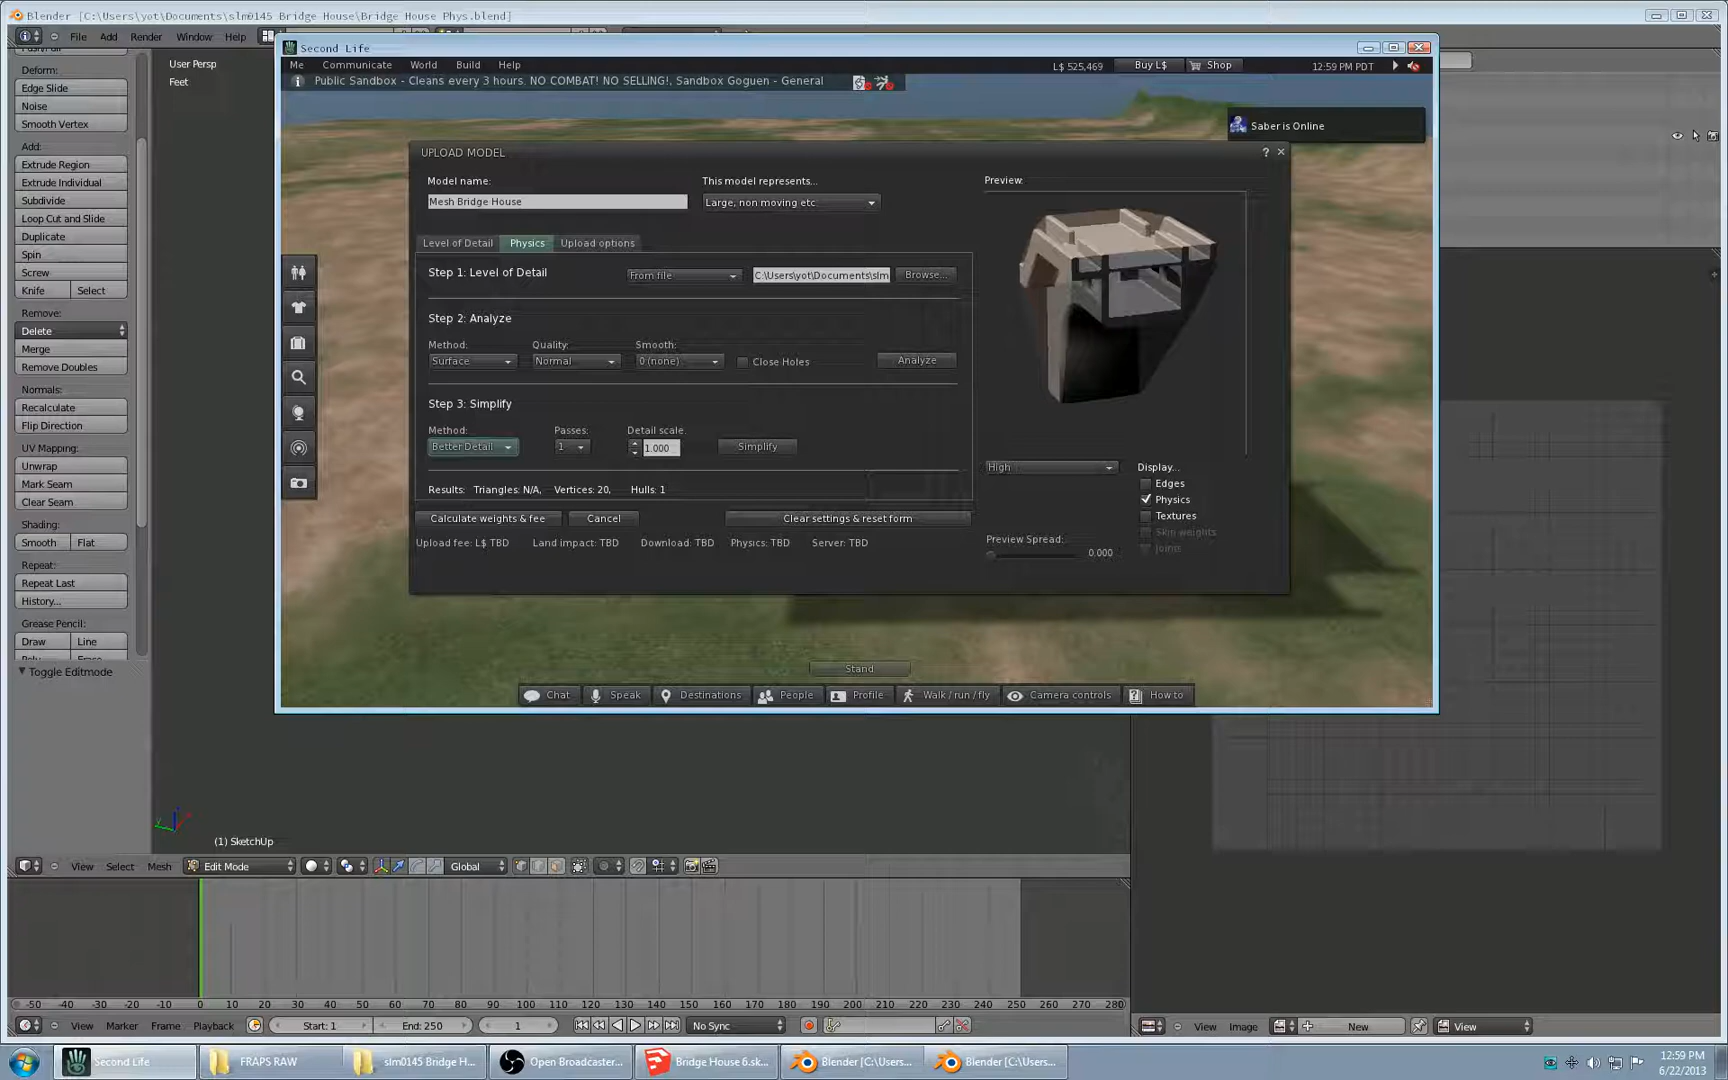 Blender [C:\Users\yot\Documents\slm0145 Bridge House\Bridge House Phys.blend]
File Add Render Window Help
User Persp
Feet
Deform:
Edge Slide
Noise
Smooth Vertex
Add:
Extrude Region
Extrude Individual
Subdivide
Loop Cut and Slide
Duplicate
Spin
Screw
Knife Select
Remove:
Delete
Merge
Remove Doubles
Normals:
Recalculate
Flip Direction
UV Mapping:
Unwrap
Mark Seam
Clear Seam
Shading:
Smooth Flat
Repeat:
Repeat Last
History...
Grease Pencil:
Draw Line
Toggle Editmode
Second Life
Me Communicate World Build Help
L$ 525,469 Buy L$ Shop 12:59 PM PDT
Public Sandbox - Cleans every 3 hours. NO COMBAT! NO SELLING!, Sandbox Goguen - General
Saber is Online
UPLOAD MODEL ?
Model name: This model represents... Preview:
Mesh Bridge House Large, non moving etc
Level of Detail Physics Upload options
Step 1: Level of Detail From file C:\Users\yot\Documents\slm Browse...
Step 2: Analyze
Method: Quality: Smooth:
Surface Normal 0 (none) Close Holes Analyze
Step 3: Simplify
Method: Passes: Detail scale:
Better Detail 1 1.000 Simplify
Results: Triangles: N/A, Vertices: 20, Hulls: 1
Calculate weights & fee Cancel Clear settings & reset form
Upload fee: L$ TBD Land impact: TBD Download: TBD Physics: TBD Server: TBD
High Display...
Edges
Physics
Textures
Skin weights
Joints
Preview Spread: 0.000
Stand
Chat Speak Destinations People Profile Walk / run / fly Camera controls How to
(1) SketchUp
View Select Mesh Edit Mode Global
-50 -40 -30 -20 -10 0 10 20 30 40 50 60 70 80 90 100 110 120 130 140 150 160 170 180 190 200 210 220 230 240 250 260 270 280
View Marker Frame Playback Start: 1 End: 250 1 No Sync
View Image New View
Second Life FRAPS RAW slm0145 Bridge H... Open Broadcaster... Bridge House 6.sk... Blender [C:\Users... Blender [C:\Users...
12:59 PM
6/22/2013